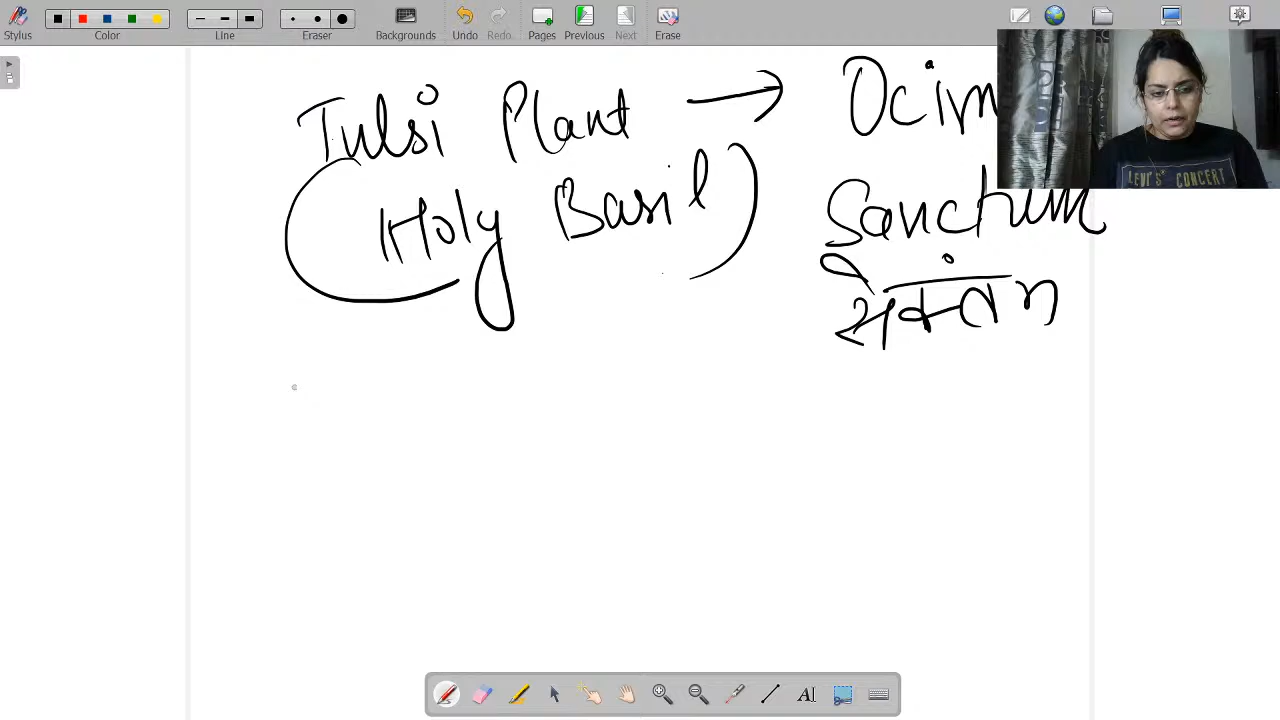 Stylus
Color
Line
Eraser
Backgrounds
Undo
Redo
Pages
Previous
Next
Erase
Tulsi Plant → Ocim
(Holy Basil) Sanctum
LEVI'S CONCERT